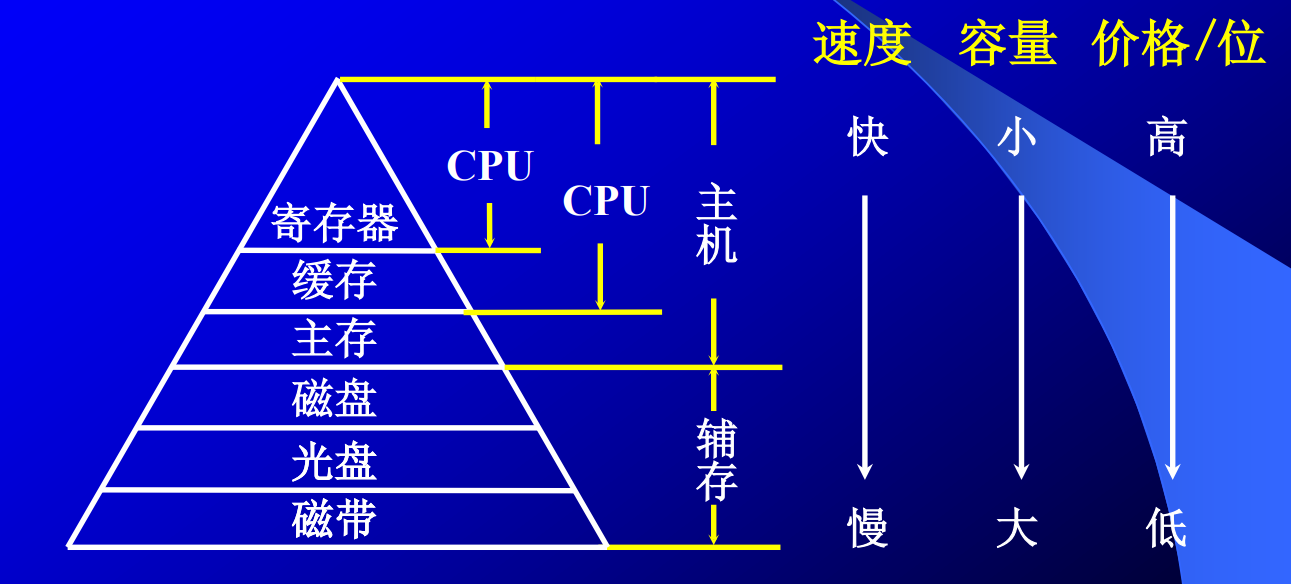 速度 容量 价格/位
快 小 高
CPU
CPU
主机
寄存器
缓存
主存
磁盘
光盘
磁带
辅存
慢 大 低